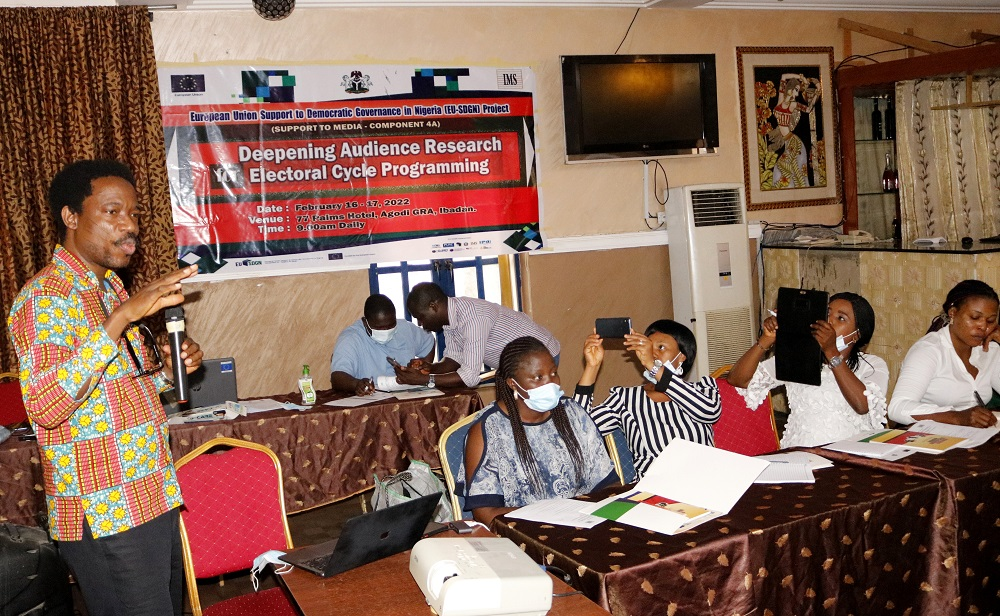 European Union
IMS
European Union Support to Democratic Governance in Nigeria (EU-SDGN) Project
(SUPPORT TO MEDIA - COMPONENT 4A)
Deepening Audience Research
Electoral Cycle Programming
Date : February 16 - 17, 2022
Venue : 77 Palms Hotel, Agodi GRA, Ibadan.
Time : 9.00am Daily
EU-SDGN